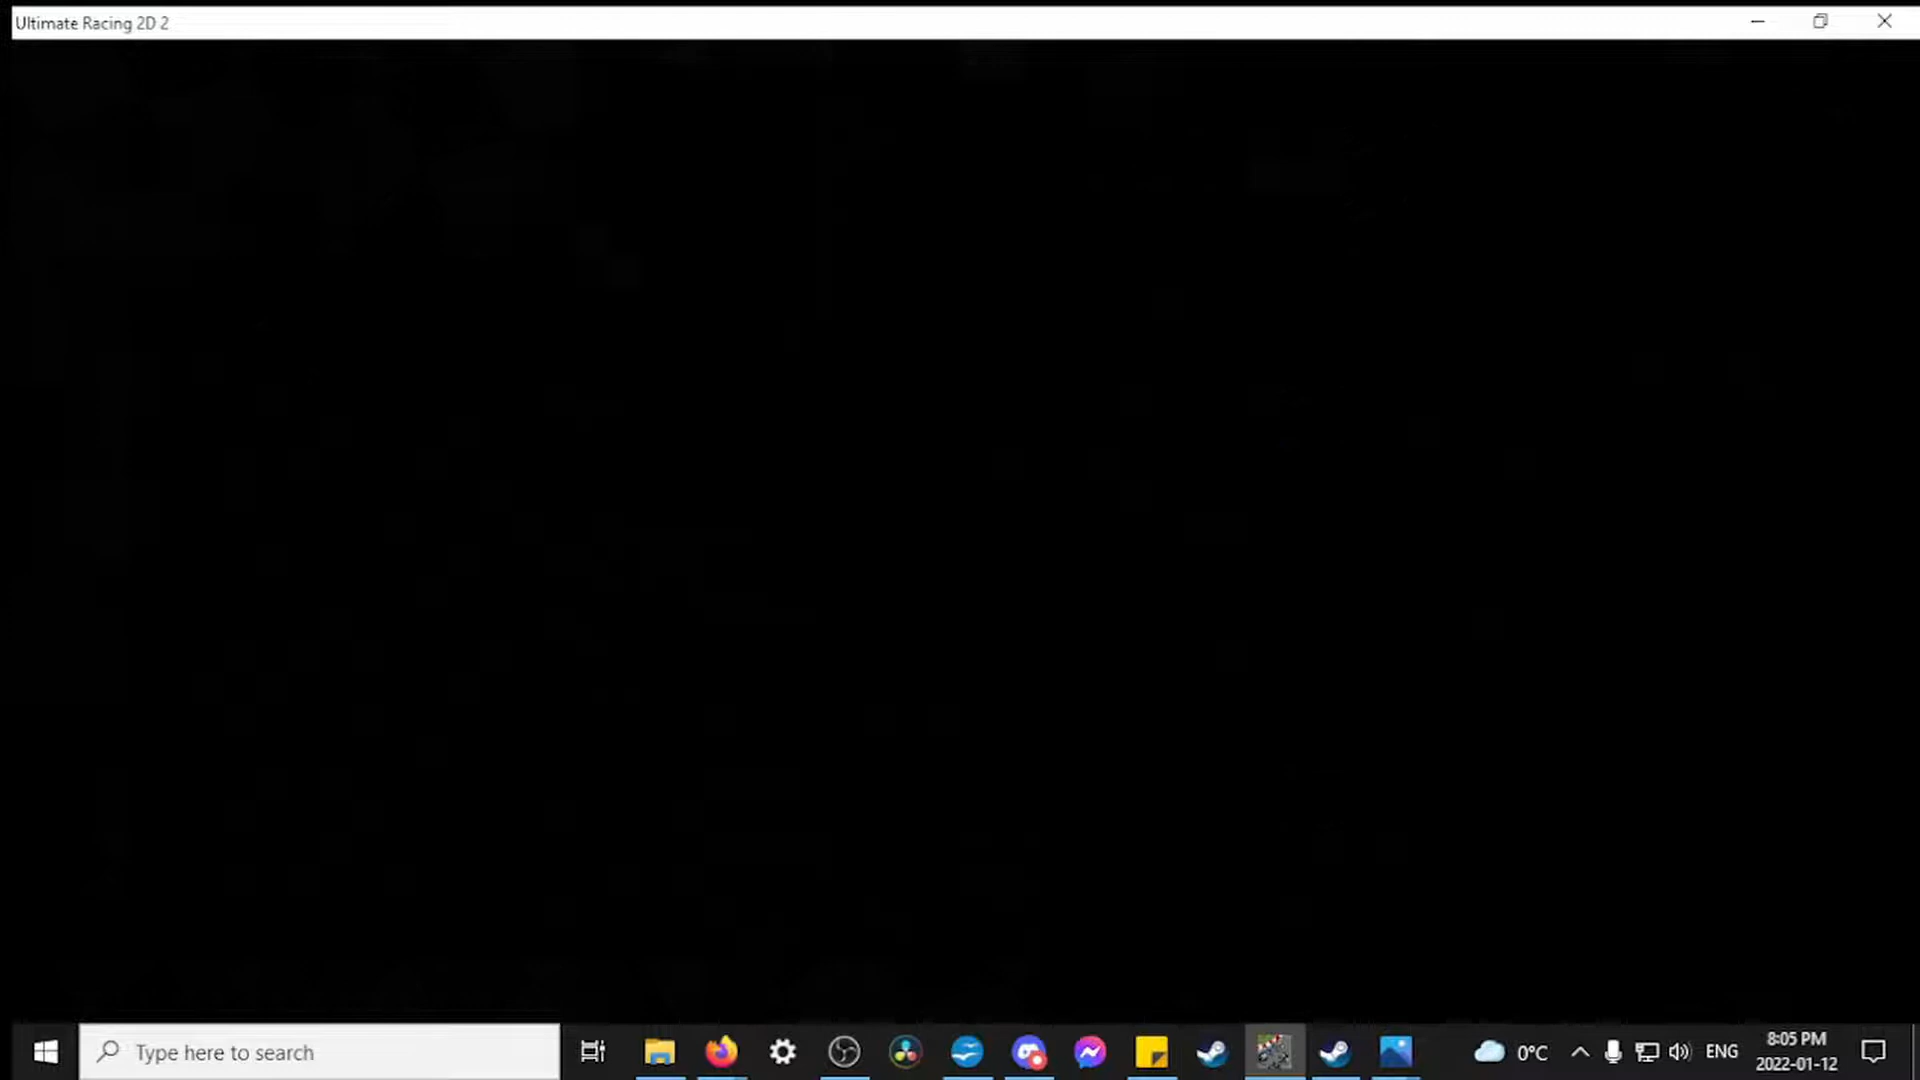 Ultimate Racing 2D 2
Type here to search
0°C
ENG
8:05 PM
2022-01-12